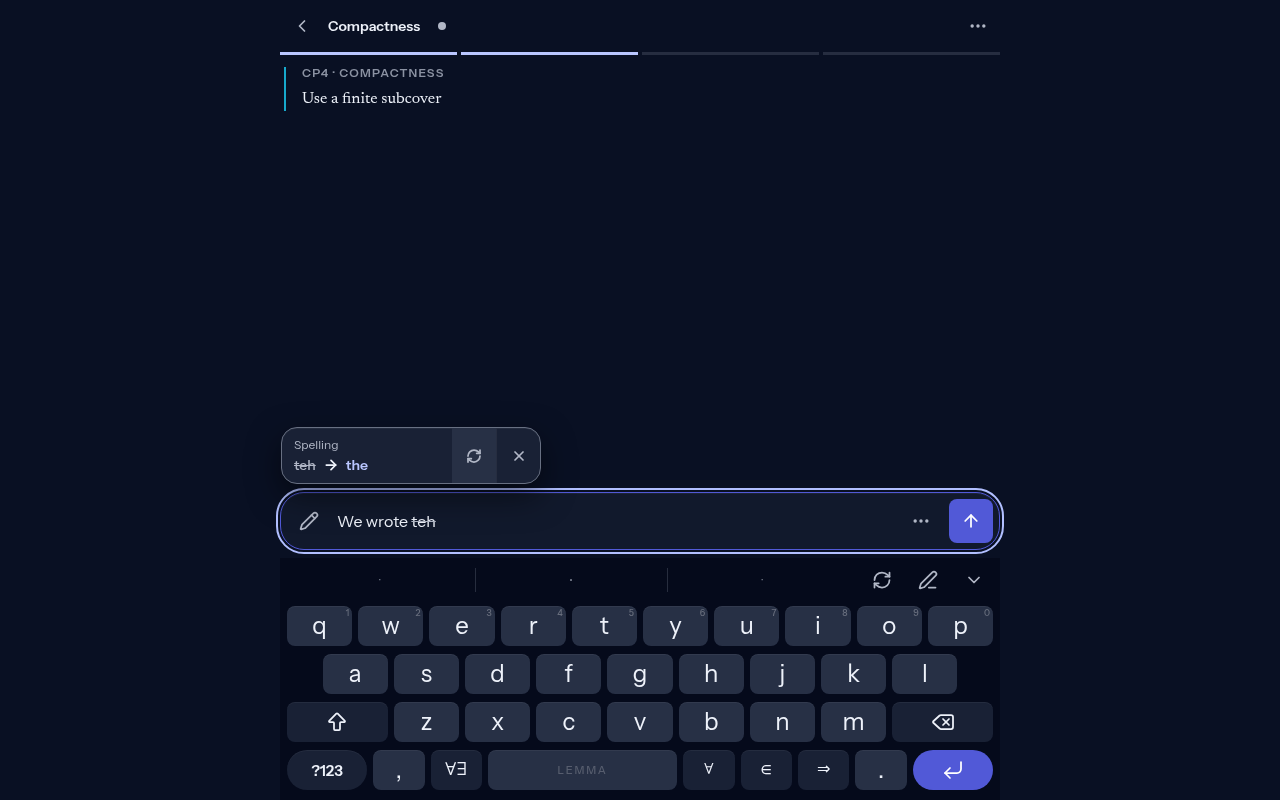 Compactness
CP4 · COMPACTNESS
Use a finite subcover
Spelling
teh → the
We wrote teh
q 1 w 2 e 3 r 4 t 5 y 6 u 7 i 8 o 9 p 0
a s d f g h j k l
z x c v b n m
?123 , ∀∃ LEMMA ∀ ∈ ⇒ .